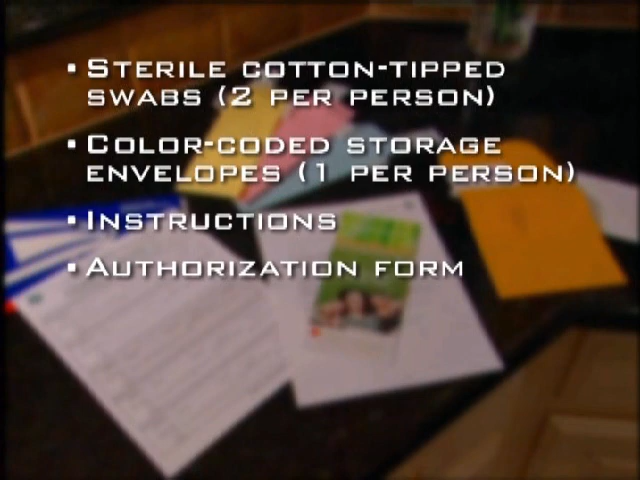 ▪ STERILE COTTON-TIPPED
SWABS (2 PER PERSON)
▪ COLOR-CODED STORAGE
ENVELOPES (1 PER PERSON)
▪ INSTRUCTIONS
▪ AUTHORIZATION FORM